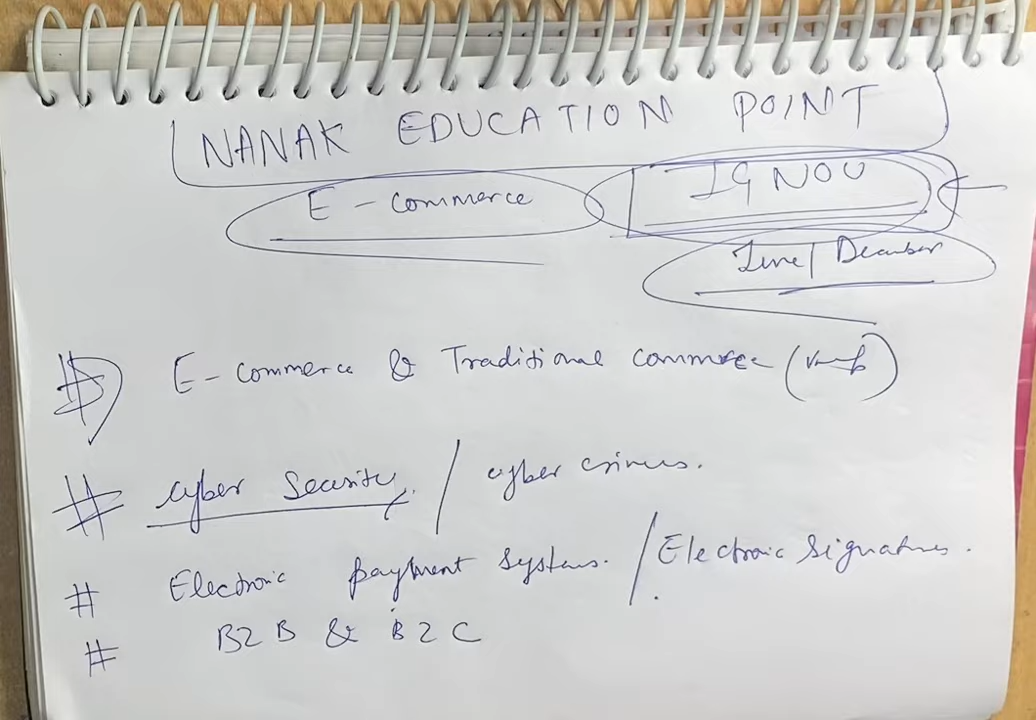 NANAK EDUCATION POINT
E - Commerce IGNOU
June/December
# E-Commerce & Traditional Commerce
# Cyber Security / cyber crimes.
# Electronic payment systems. / Electronic Signatures.
# B2B & B2C